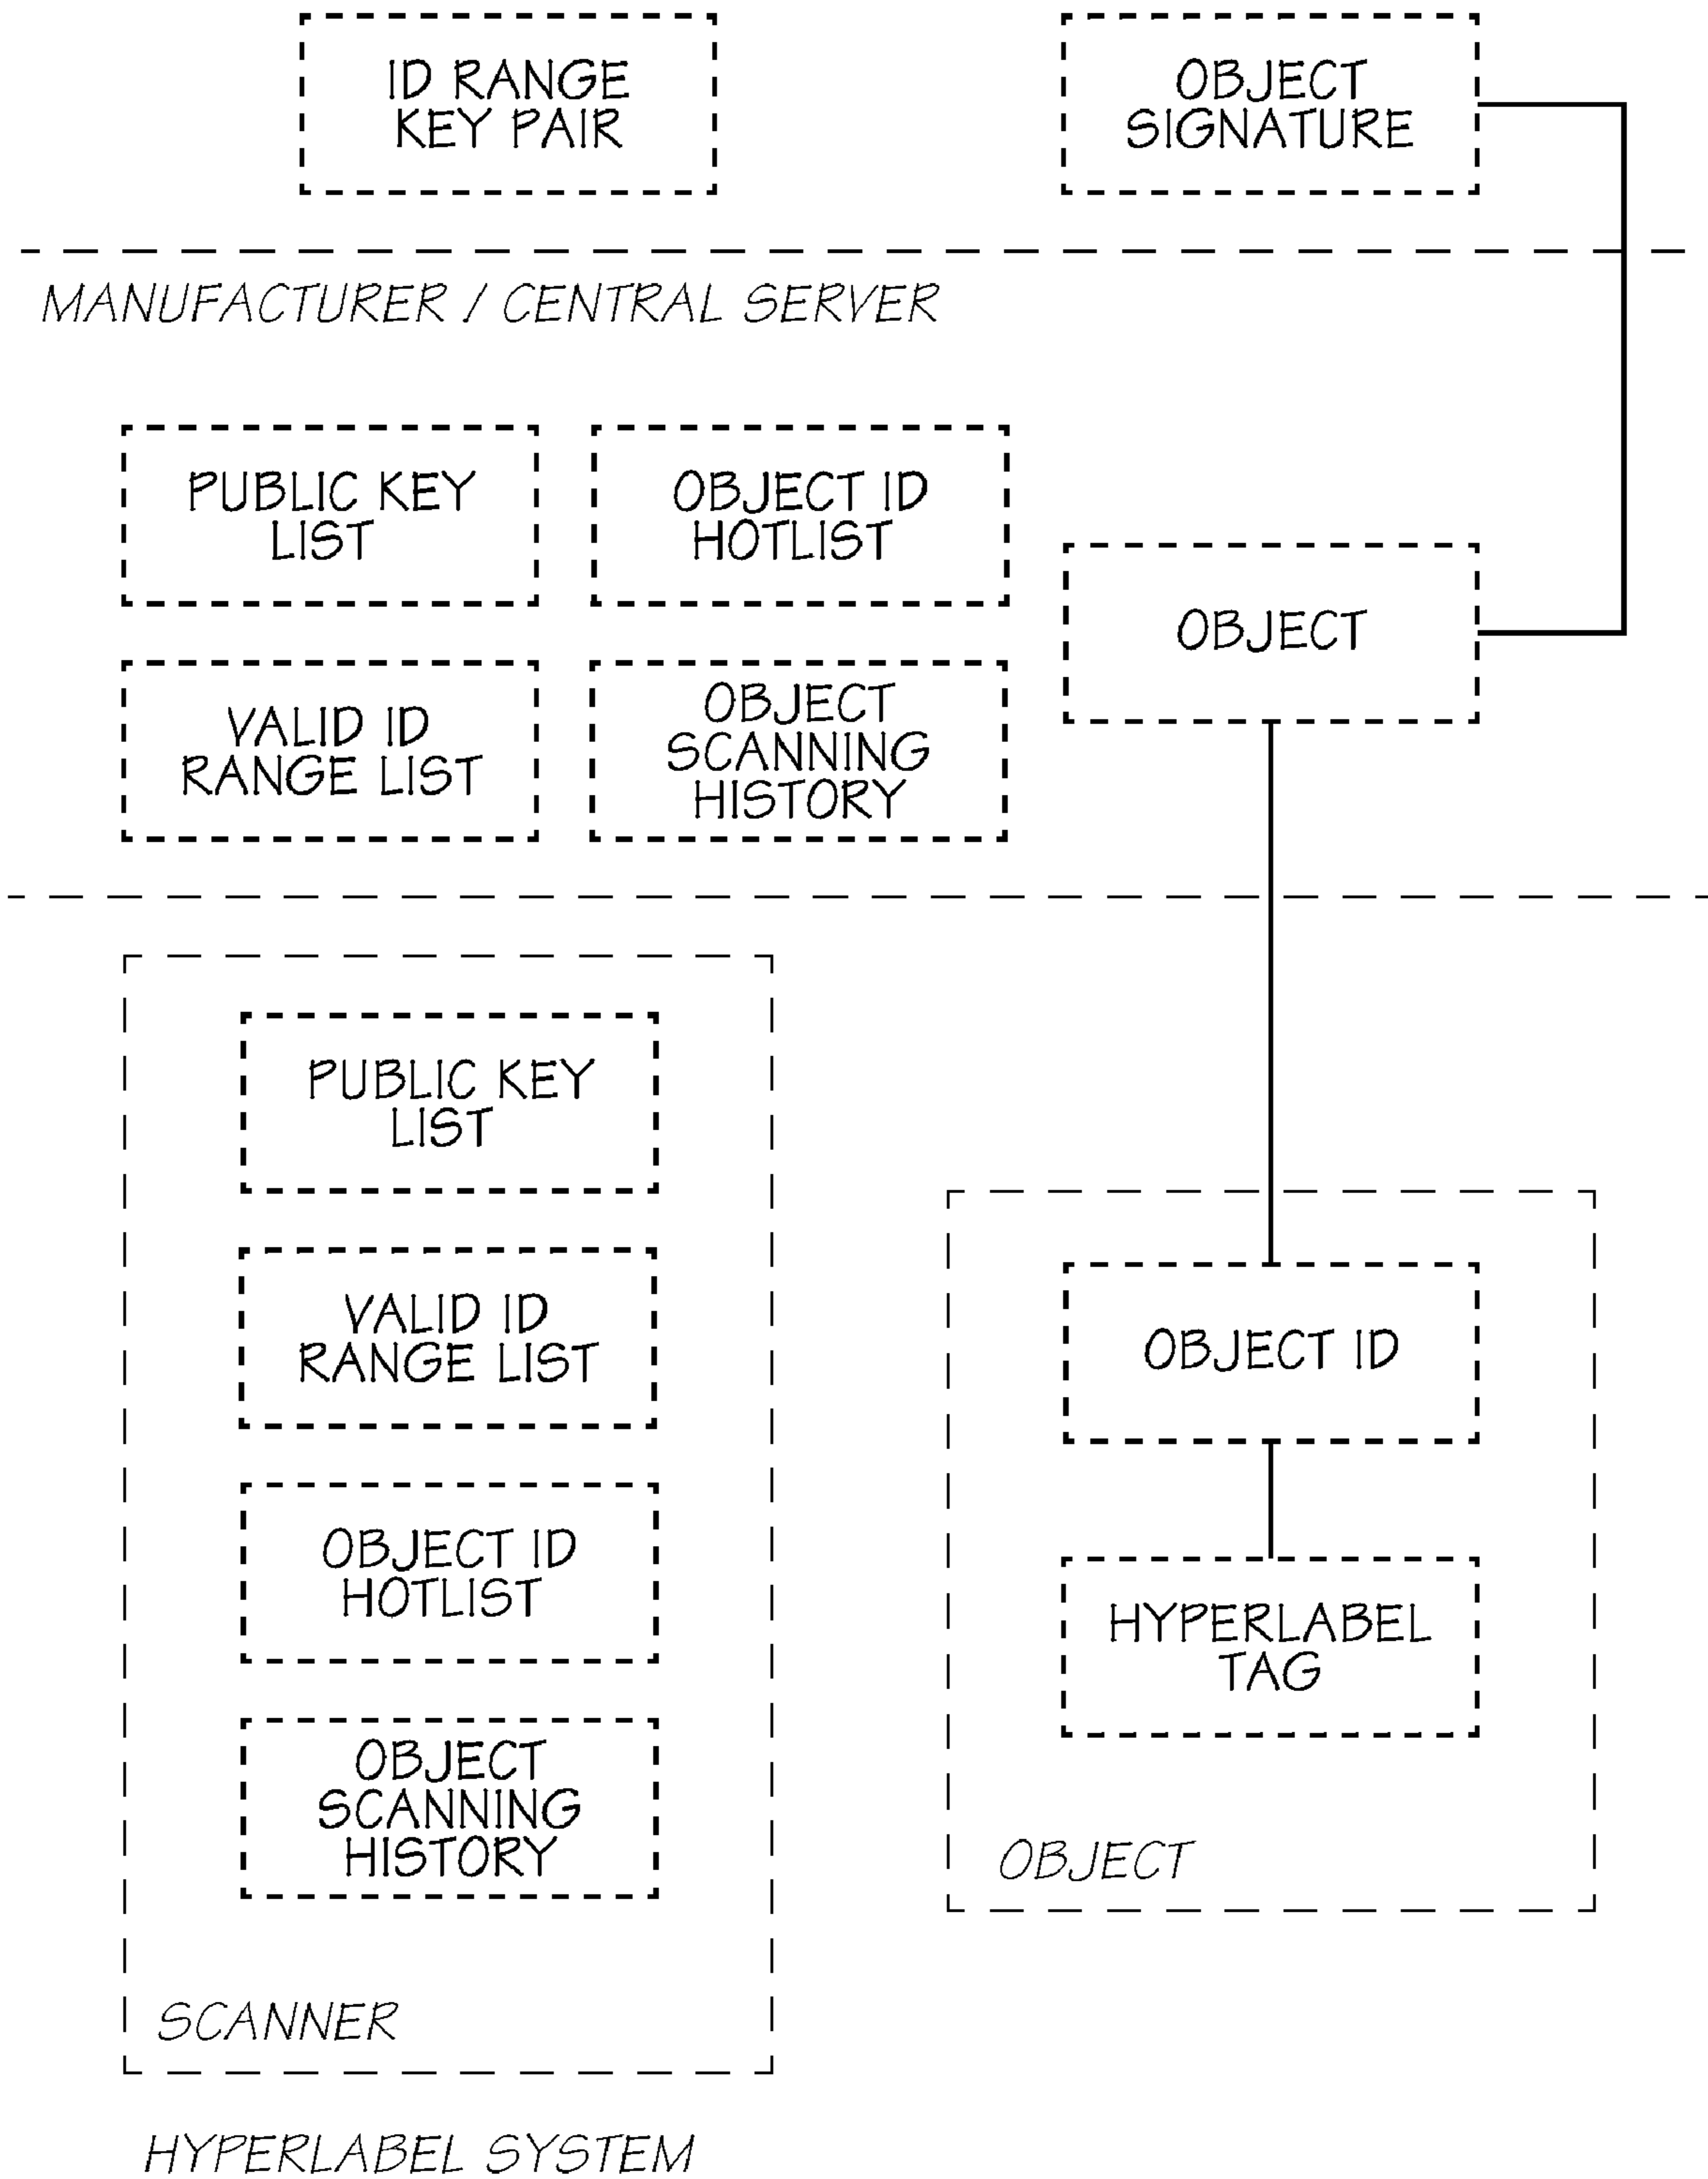 ID RANGE
KEY PAIR
OBJECT
SIGNATURE
MANUFACTURER / CENTRAL SERVER
PUBLIC KEY
LIST
OBJECT ID
HOTLIST
OBJECT
VALID ID
RANGE LIST
OBJECT
SCANNING
HISTORY
PUBLIC KEY
LIST
VALID ID
RANGE LIST
OBJECT ID
HOTLIST
OBJECT
SCANNING
HISTORY
SCANNER
OBJECT ID
HYPERLABEL
TAG
OBJECT
HYPERLABEL SYSTEM